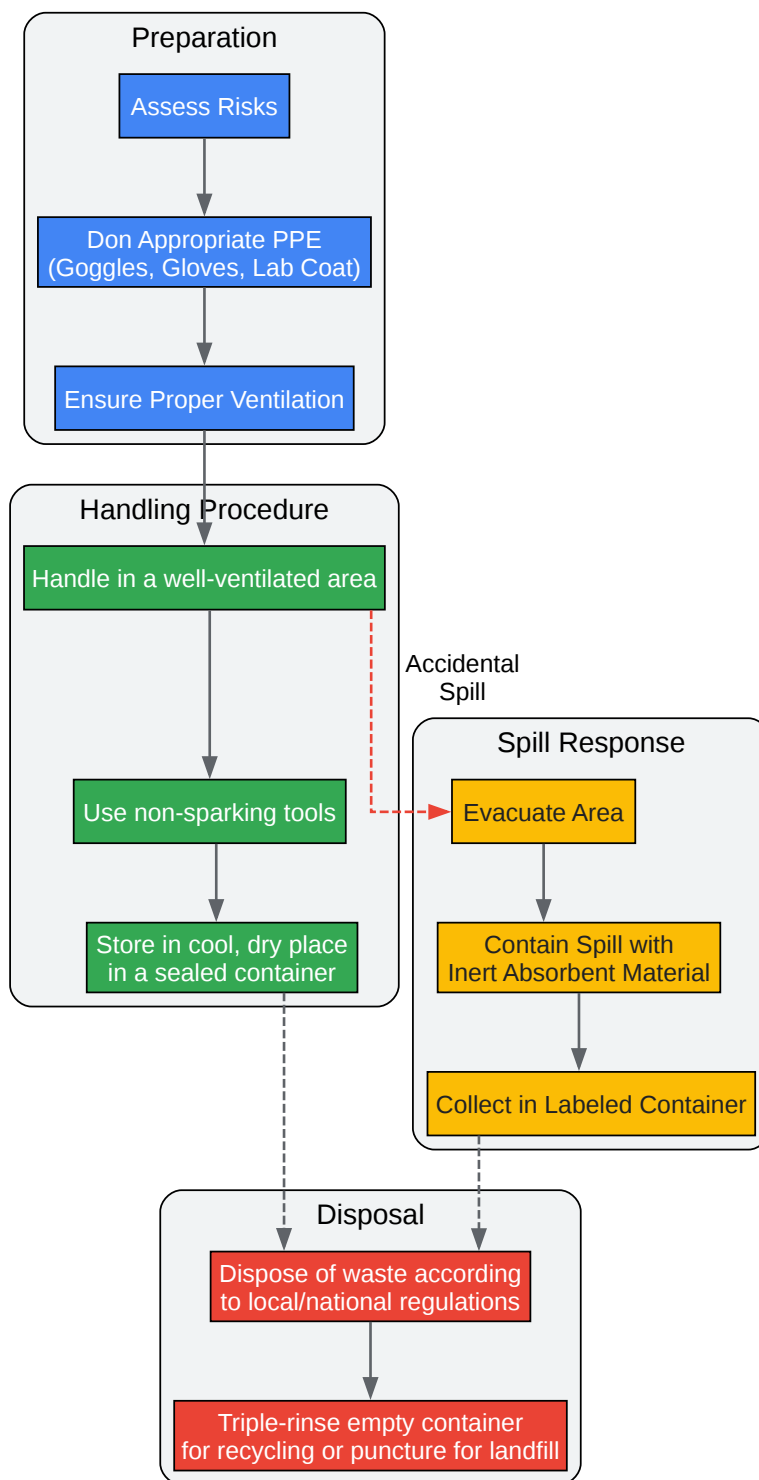 Preparation
Assess Risks
Don Appropriate PPE
(Goggles, Gloves, Lab Coat)
Ensure Proper Ventilation
Handling Procedure
Handle in a well-ventilated area
Accidental
Spill
Use non-sparking tools
Store in cool, dry place
in a sealed container
Spill Response
Evacuate Area
Contain Spill with
Inert Absorbent Material
Collect in Labeled Container
Disposal
Dispose of waste according
to local/national regulations
Triple-rinse empty container
for recycling or puncture for landfill